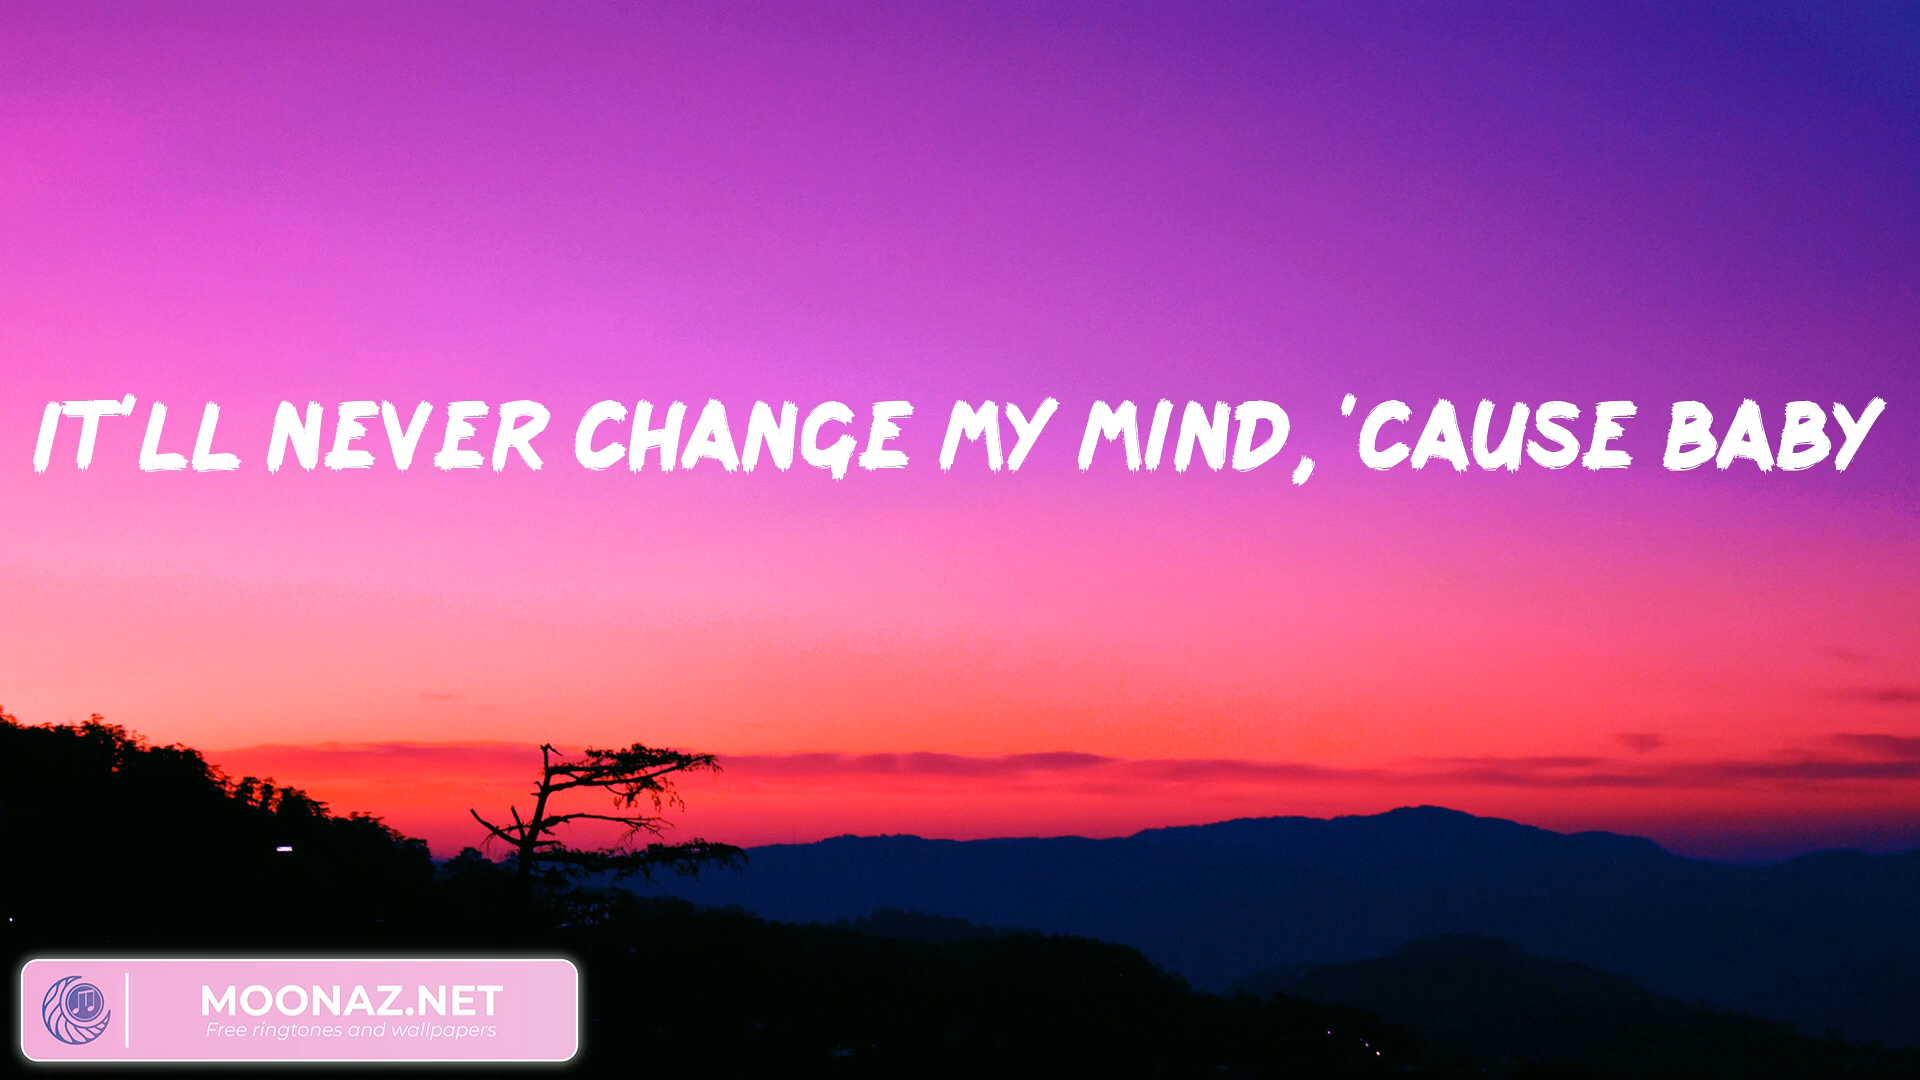 IT'LL NEVER CHANGE MY MIND, 'CAUSE BABY
MOONAZ.NET
Free ringtones and wallpapers